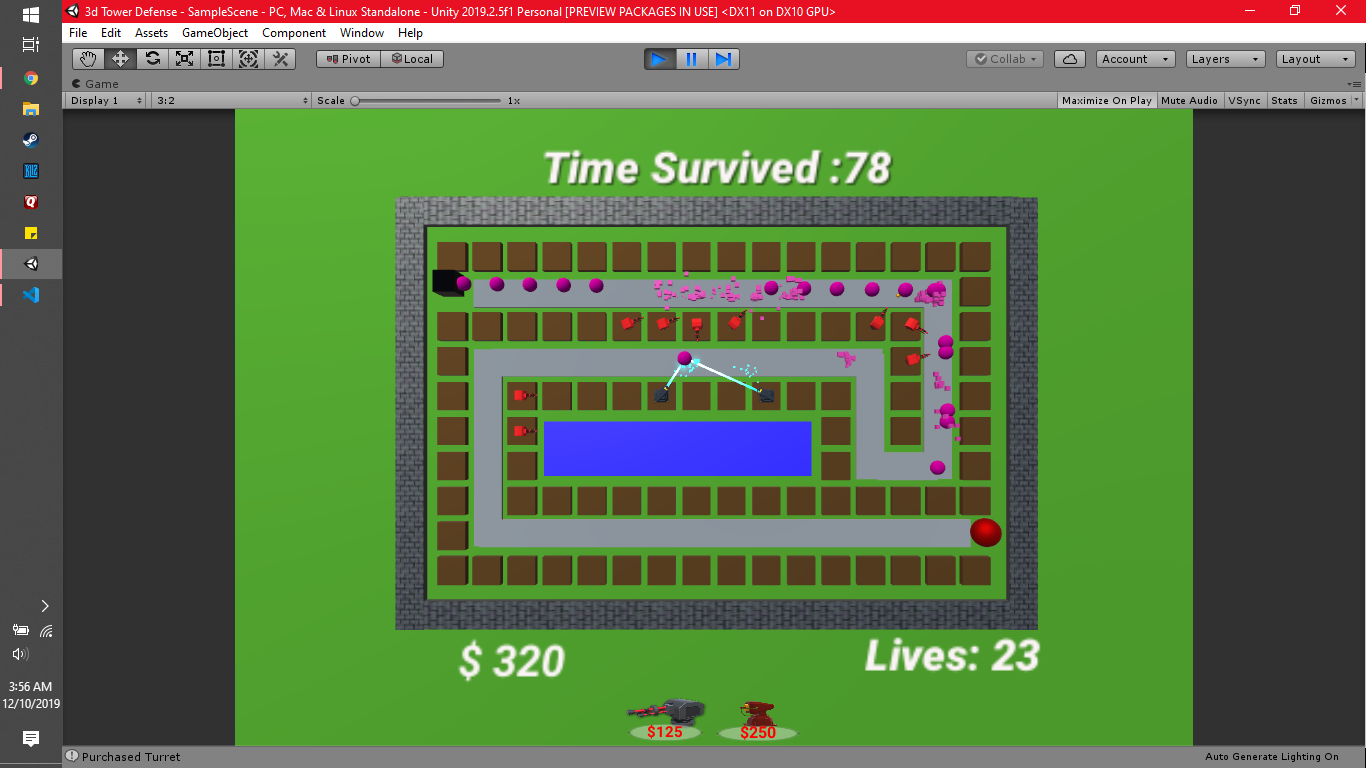 3d Tower Defense - SampleScene - PC, Mac & Linux Standalone - Unity 2019.2.5f1 Personal [PREVIEW PACKAGES IN USE] <DX11 on DX10 GPU>
File Edit Assets GameObject Component Window Help
Pivot Local Collab Account Layers Layout
Game
Display 1 3:2 Scale 1x Maximize On Play Mute Audio VSync Stats Gizmos
Time Survived :78
$ 320
Lives: 23
$125 $250
3:56 AM
12/10/2019
Purchased Turret
Auto Generate Lighting On